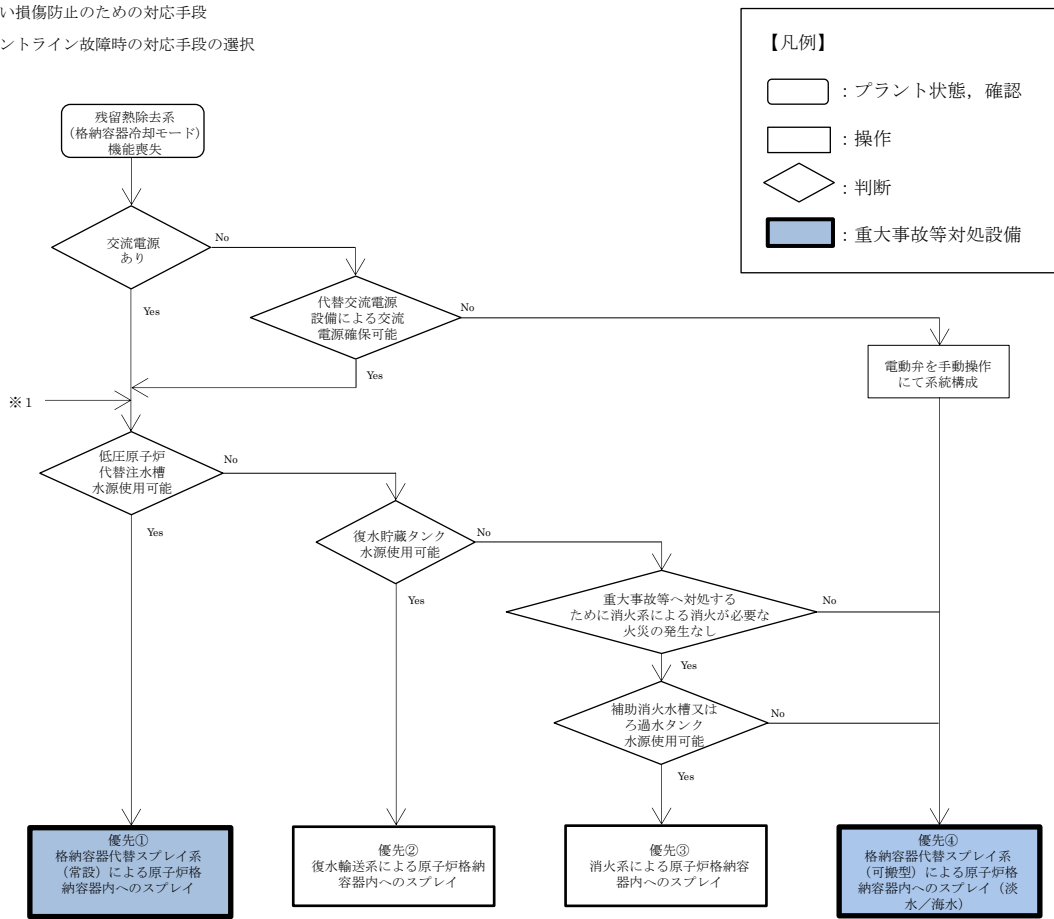 い損傷防止のための対応手段
ントライン故障時の対応手段の選択
【凡例】
：プラント状態，確認
：操作
：判断
：重大事故等対処設備
残留熱除去系
(格納容器冷却モード)
機能喪失
交流電源
あり
No
Yes
代替交流電源
設備による交流
電源確保可能
No
Yes
電動弁を手動操作
にて系統構成
※１
低圧原子炉
代替注水槽
水源使用可能
No
Yes
復水貯蔵タンク
水源使用可能
No
Yes
重大事故等へ対処する
ために消火系による消火が必要な
火災の発生なし
No
Yes
補助消火水槽又は
ろ過水タンク
水源使用可能
No
Yes
優先①
格納容器代替スプレイ系
（常設）による原子炉格
納容器内へのスプレイ
優先②
復水輸送系による原子炉格納
容器内へのスプレイ
優先③
消火系による原子炉格納容
器内へのスプレイ
優先④
格納容器代替スプレイ系
（可搬型）による原子炉格
納容器内へのスプレイ（淡
水／海水）